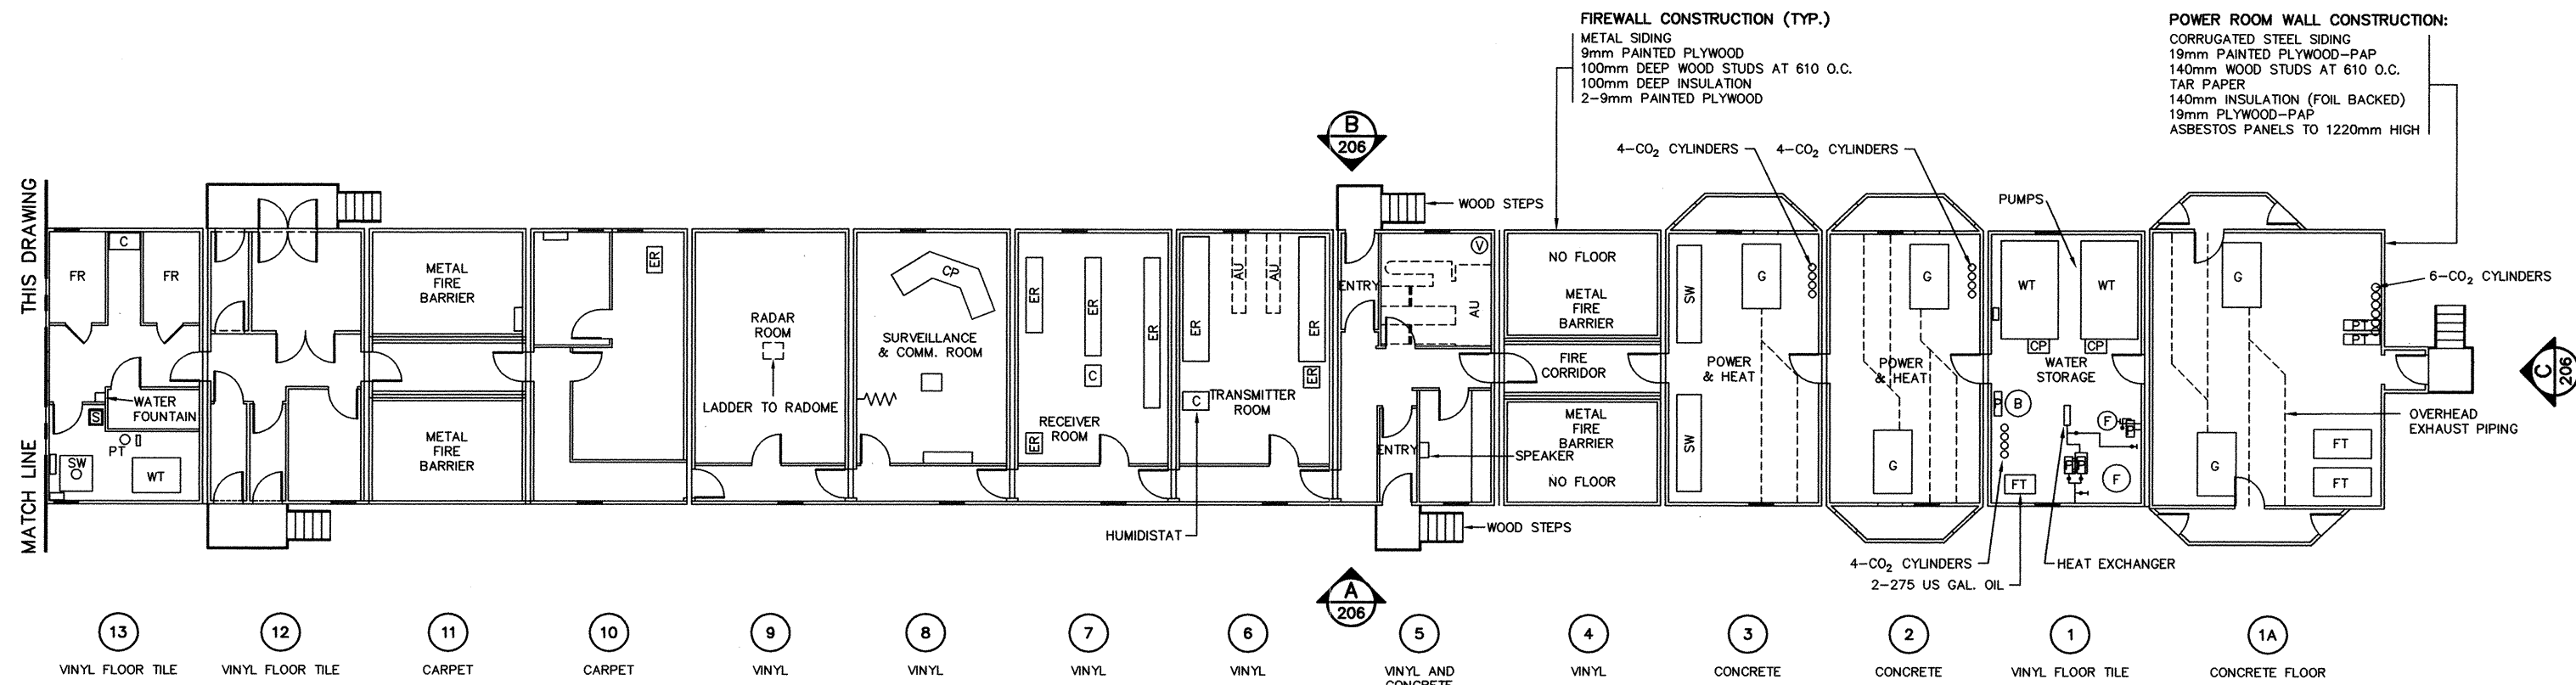 FIREWALL CONSTRUCTION (TYP.)
METAL SIDING
9mm PAINTED PLYWOOD
100mm DEEP WOOD STUDS AT 610 O.C.
100mm DEEP INSULATION
2-9mm PAINTED PLYWOOD
POWER ROOM WALL CONSTRUCTION:
CORRUGATED STEEL SIDING
19mm PAINTED PLYWOOD-PAP
140mm WOOD STUDS AT 610 O.C.
TAR PAPER
140mm INSULATION (FOIL BACKED)
19mm PLYWOOD-PAP
ASBESTOS PANELS TO 1220mm HIGH
B
206
4-CO₂ CYLINDERS
4-CO₂ CYLINDERS
WOOD STEPS
PUMPS
MATCH LINE
THIS DRAWING
C
FR
FR
WATER
FOUNTAIN
S
PT
SW
WT
METAL
FIRE
BARRIER
METAL
FIRE
BARRIER
ER
RADAR
ROOM
LADDER TO RADOME
CP
SURVEILLANCE
& COMM. ROOM
ER
ER
ER
C
RECEIVER
ROOM
ER
ER
AU
AU
ER
ER
C
TRANSMITTER
ROOM
HUMIDISTAT
ENTRY
V
AU
ENTRY
SPEAKER
WOOD STEPS
NO FLOOR
METAL
FIRE
BARRIER
FIRE
CORRIDOR
METAL
FIRE
BARRIER
NO FLOOR
SW
G
POWER
& HEAT
SW
G
POWER
& HEAT
G
WT
WT
CP
CP
WATER
STORAGE
P
B
F
P
P
P
F
FT
4-CO₂ CYLINDERS
2-275 US GAL. OIL
HEAT EXCHANGER
G
G
6-CO₂ CYLINDERS
PT
PT
OVERHEAD
EXHAUST PIPING
FT
FT
C
206
A
206
13
12
11
10
9
8
7
6
5
4
3
2
1
1A
VINYL FLOOR TILE
VINYL FLOOR TILE
CARPET
CARPET
VINYL
VINYL
VINYL
VINYL
VINYL AND
CONCRETE
VINYL
CONCRETE
CONCRETE
VINYL FLOOR TILE
CONCRETE FLOOR